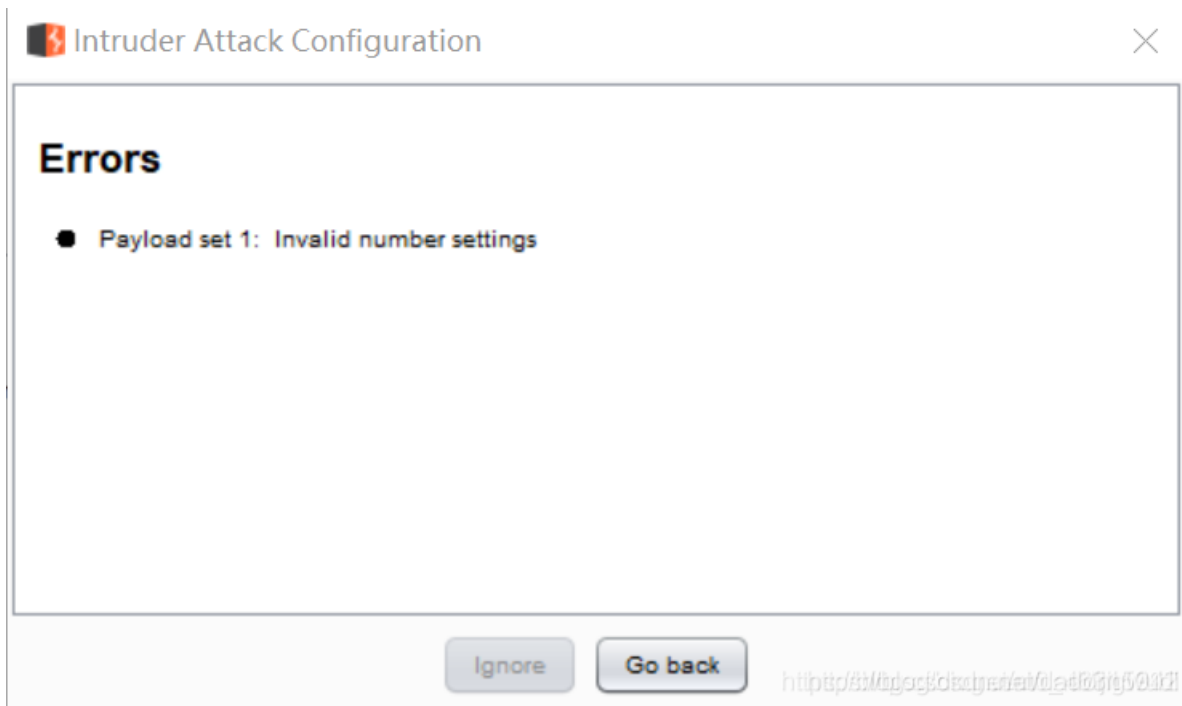 Intruder Attack Configuration
Errors
Payload set 1: Invalid number settings
Ignore
Go back